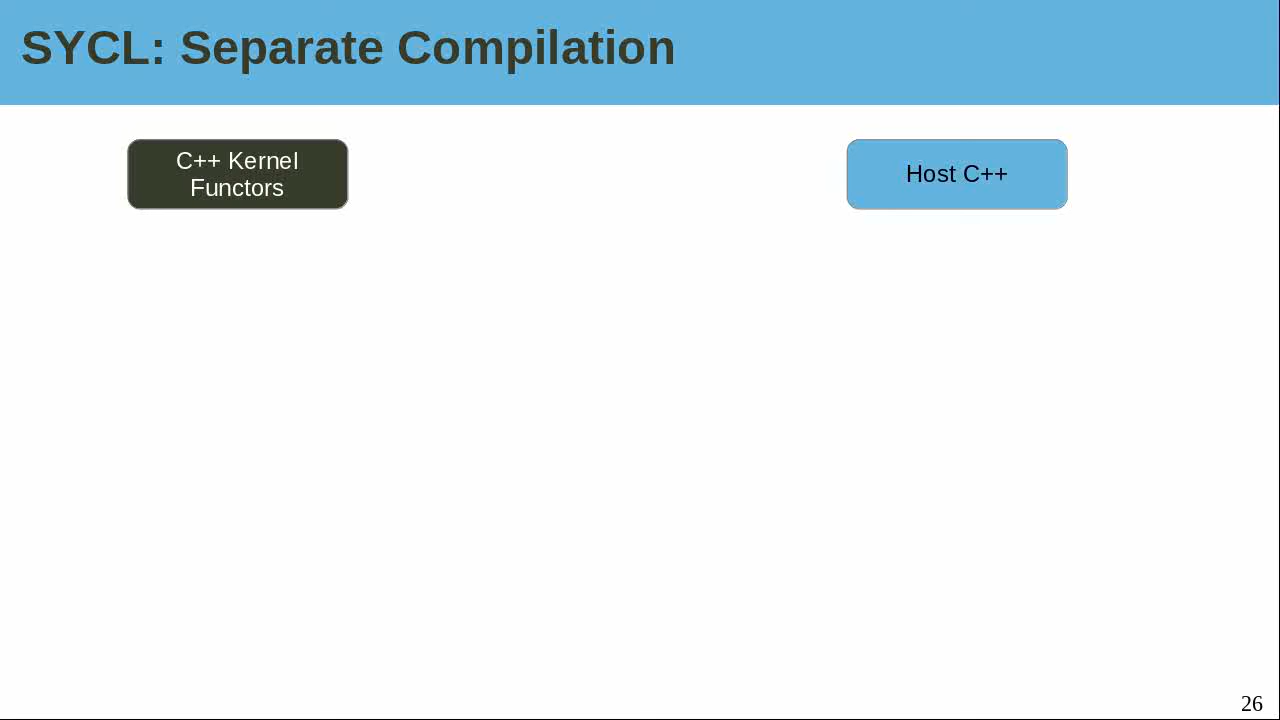 SYCL: Separate Compilation
C++ Kernel
Functors
Host C++
26